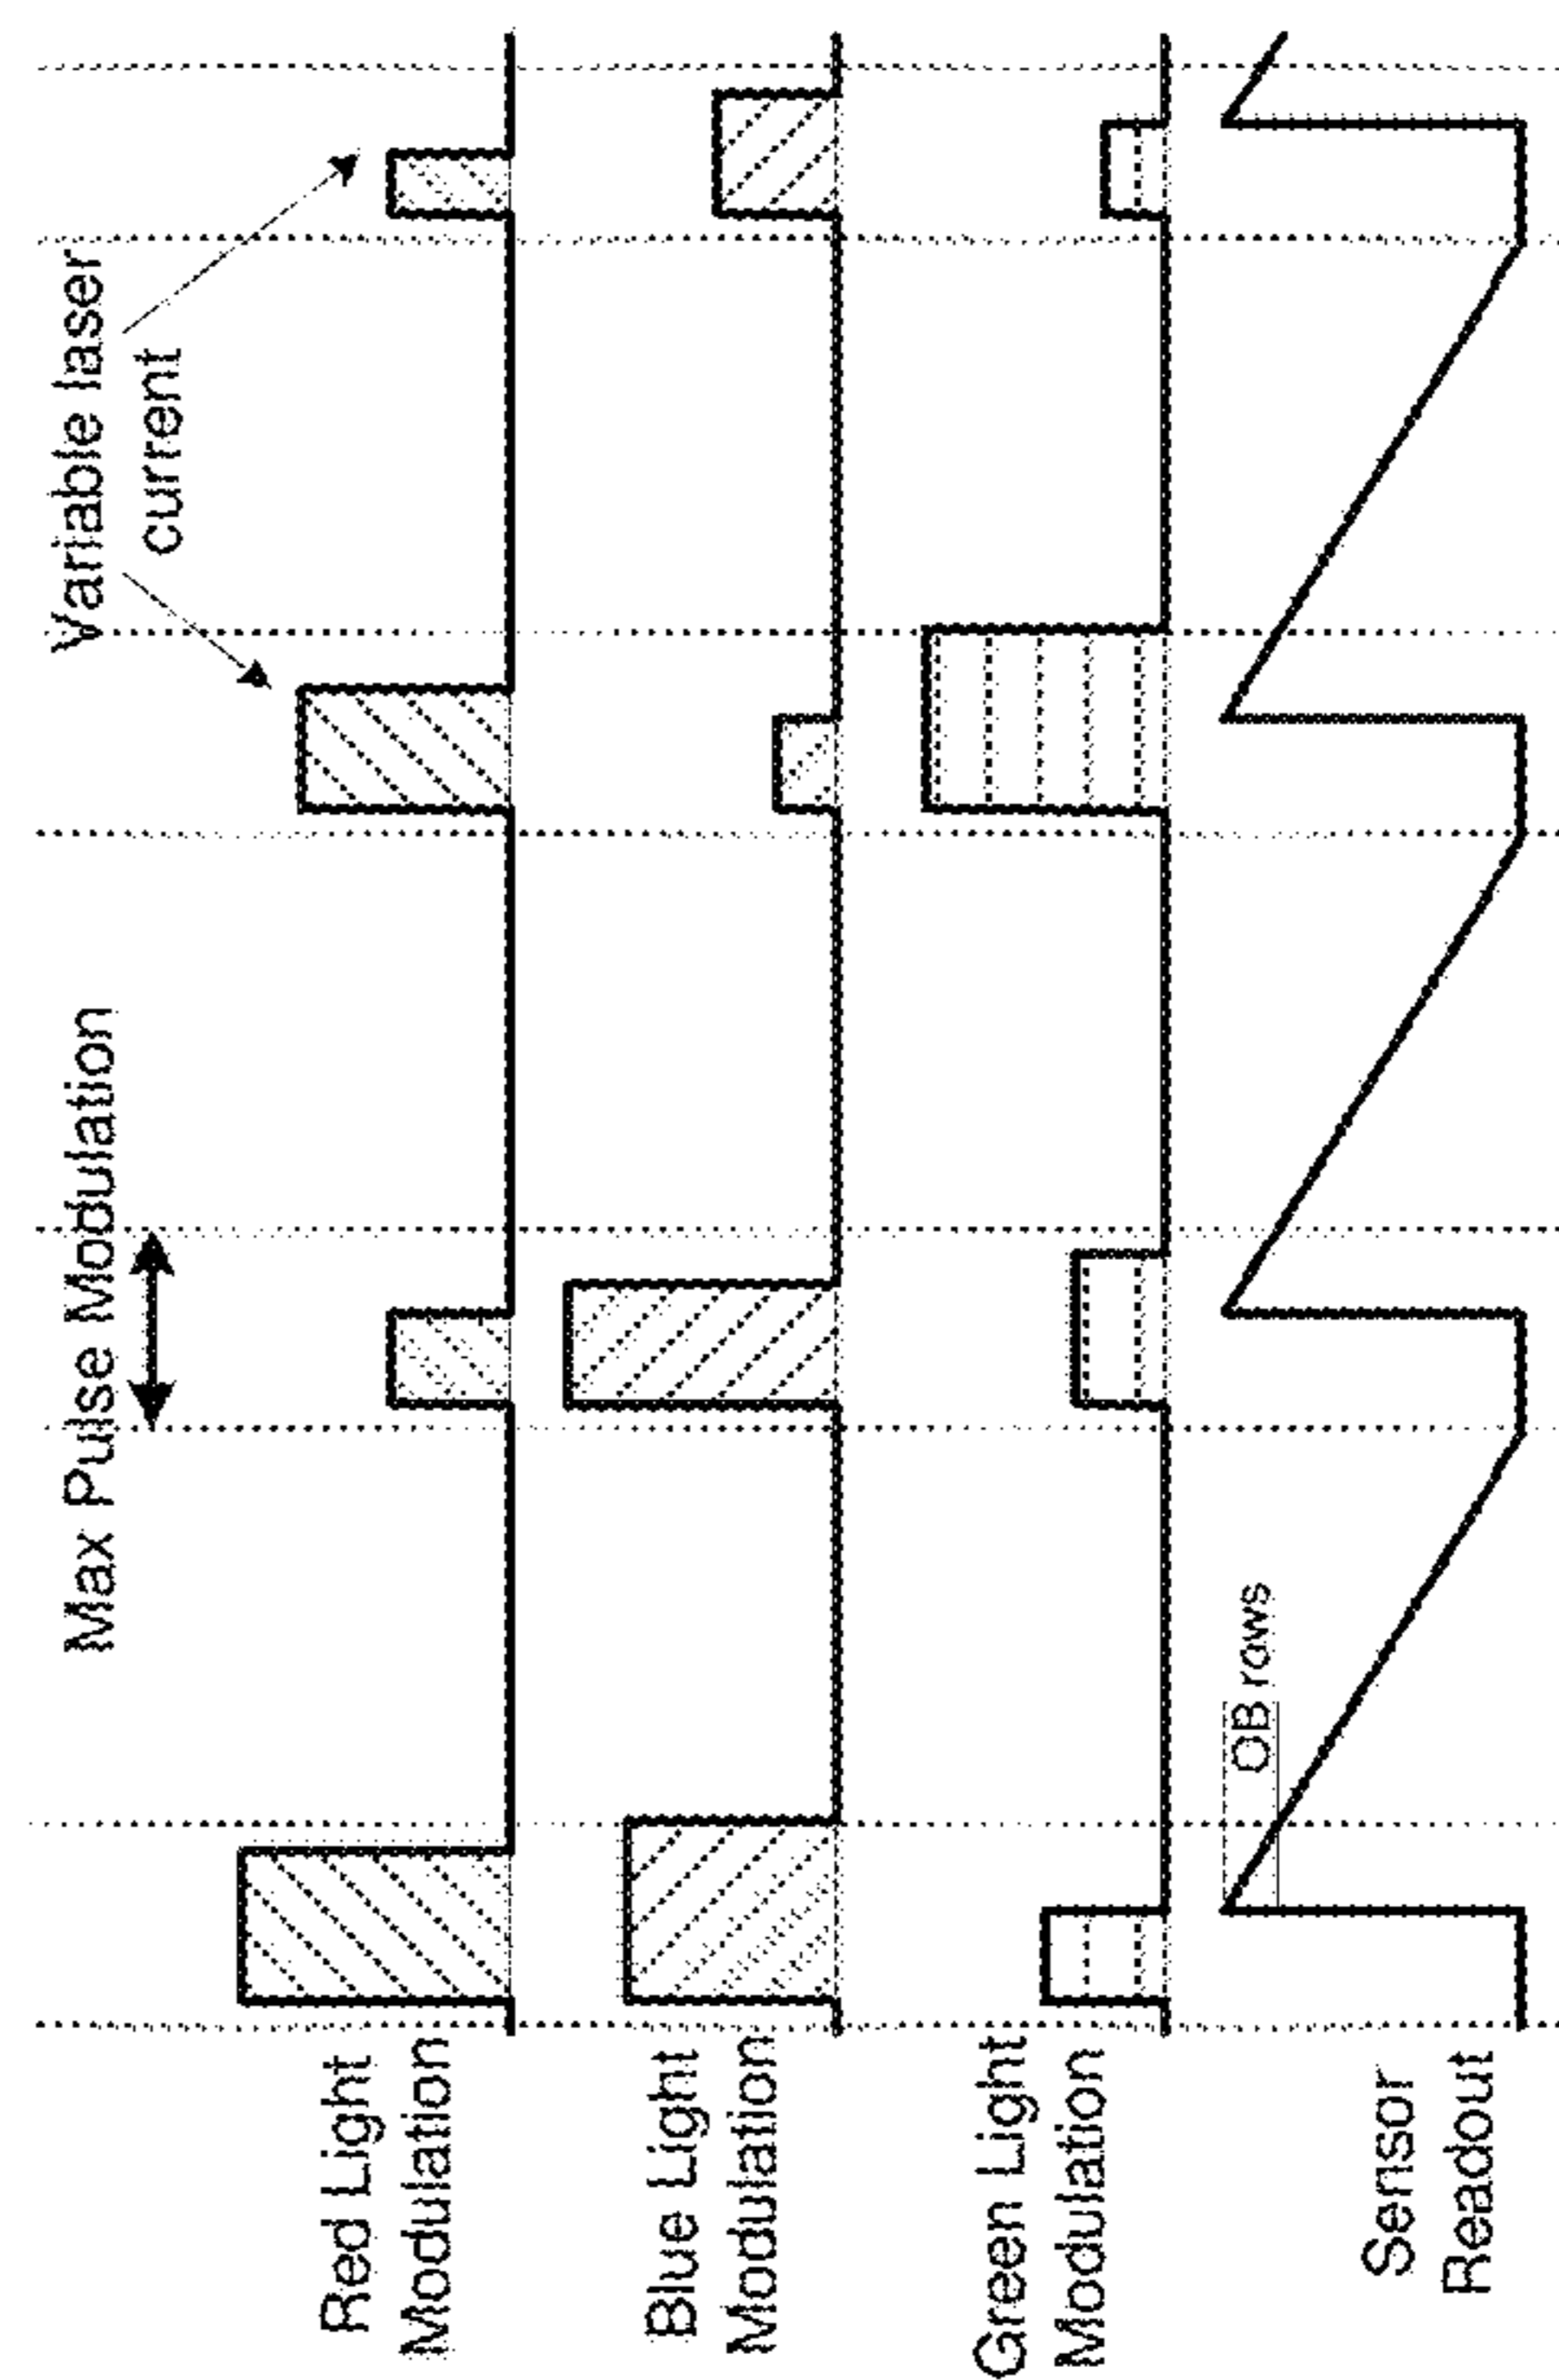 Max Pulse Modulation
Variable laser
current
Red Light
Modulation
Blue Light
Modulation
Green Light
Modulation
OB rows
Sensor
Readout